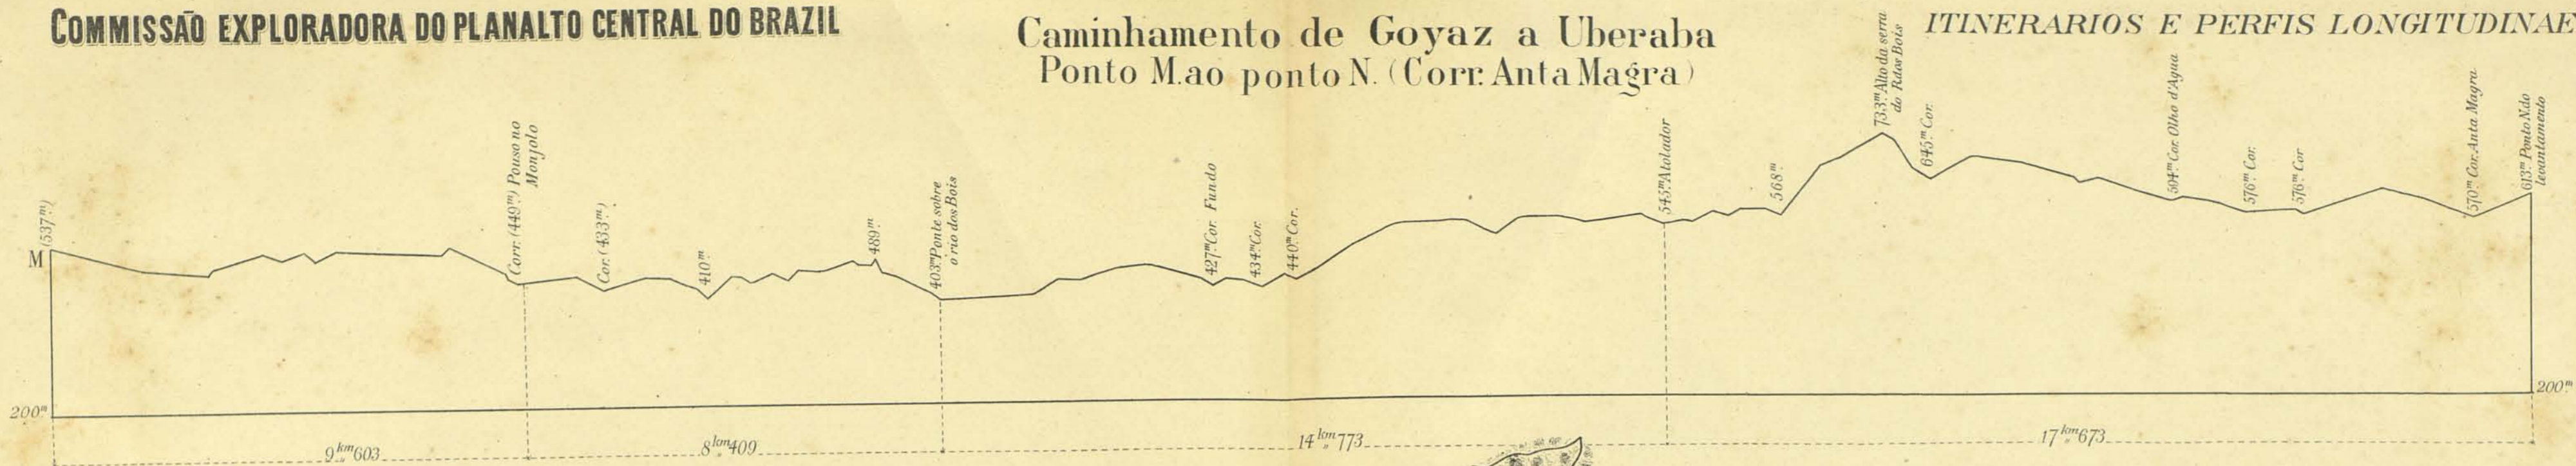 COMMISSÃO EXPLORADORA DO PLANALTO CENTRAL DO BRAZIL
Caminhamento de Goyaz a Uberaba
Ponto M. ao ponto N. (Corr. Anta Magra)
ITINERARIOS E PERFIS LONGITUDINAE
M (537m)
Corr. (449m) Pouso no
Monjolo
Cor. (433m)
410m
489m
403m Ponte sobre
o rio dos Bois
427m Cor. Fundo
434m Cor.
440m Cor.
545m Atolador
568m
733m Alto da serra
do R. dos Bois
645m Cor.
504m Cor. Olho d'Agua
576m Cor.
576m Cor
570m Cor. Anta Magra
613m Ponto N. do
levantamento
200m
200m
9km603
8km409
14km773
17km673